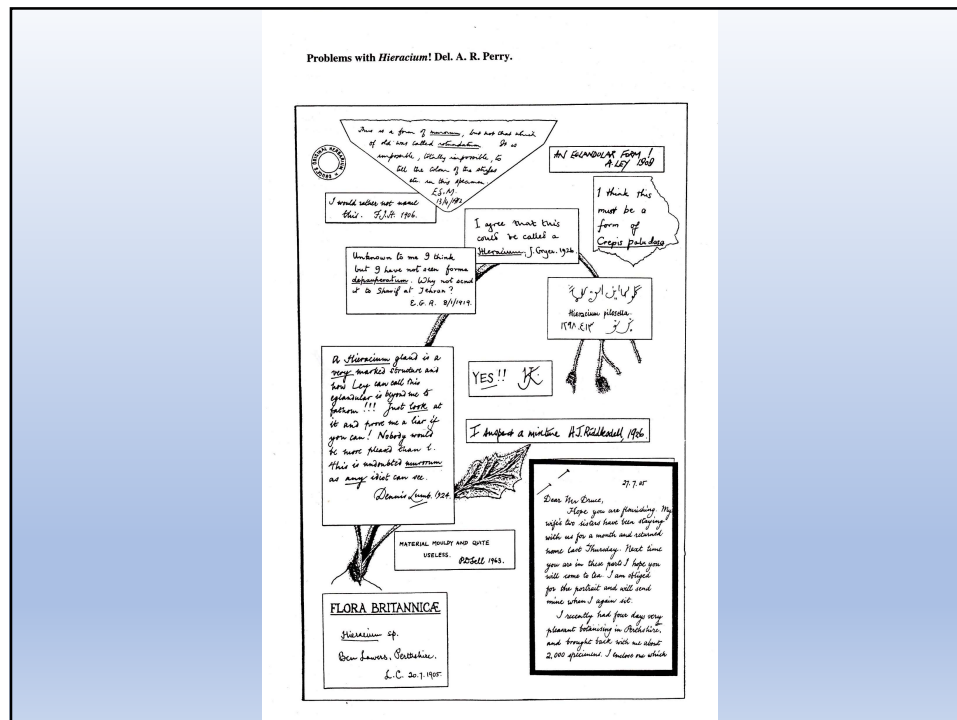 Problems with Hieracium! Del. A. R. Perry.
This is a form of murorum, but not that which
of old was called rotundatum. It is
impossible, totally impossible, to
tell the colour of the styles
etc. in this specimen.
E.S.M.
13/4/1912
DRUCE'S ORIGINAL HERBARIUM
AN EGLANDULAR FORM!
A. LEY 1908
I would rather not name
this. F.J.H. 1906.
I think this
must be a
form of
Crepis paludosa
I agree that this
could be called a
Hieracium, J. Cryer. 1926.
Unknown to me I think
but I have not seen forma
depauperatum. Why not send
it to Sharif at Tehran?
E.G.A. 8/1/1919.
Hieracium pilosella.
A Hieracium gland is a
very marked structure and
how Ley can call this
eglandular is beyond me to
fathom!!! Just look at
it and prove me a liar if
you can! Nobody would
be more pleased than I.
This is undoubted murorum
as any idiot can see.
Dennis Lumb. 1924.
YES!!
I suspect a mixture H.J. Riddelsdell, 1906.
MATERIAL MOULDY AND QUITE
USELESS.
P.D. Sell 1963.
FLORA BRITANNICÆ
Hieracium sp.
Ben Lawers, Perthshire.
L.C. 20.7.1905.
27.7.05
Dear Mr Druce,
Hope you are flourishing. My
wife's two sisters have been staying
with us for a month and returned
home last Thursday. Next time
you are in these parts I hope you
will come to tea. I am obliged
for the portrait and will send
mine when I again sit.
I recently had four days very
pleasant botanising in Perthshire,
and brought back with me about
2,000 specimens. I enclose one which